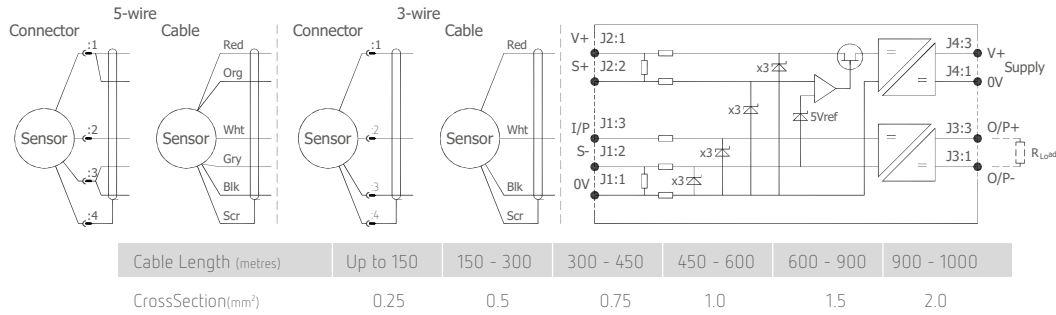 5-wire
3-wire
Connector
Cable
Connector
Cable
:1
:2
:3
:4
Sensor
Red
Org
Wht
Gry
Blk
Scr
Sensor
:1
:2
:3
:4
Sensor
Red
Wht
Blk
Scr
Sensor
V+
S+
I/P
S-
0V
J2:1
J2:2
J1:3
J1:2
J1:1
x3
x3
x3
x3
5Vref
=
=
=
=
J4:3
J4:1
J3:3
J3:1
V+
Supply
0V
O/P+
RLoad
O/P-
Cable Length (metres) Up to 150 150 - 300 300 - 450 450 - 600 600 - 900 900 - 1000
CrossSection(mm²) 0.25 0.5 0.75 1.0 1.5 2.0